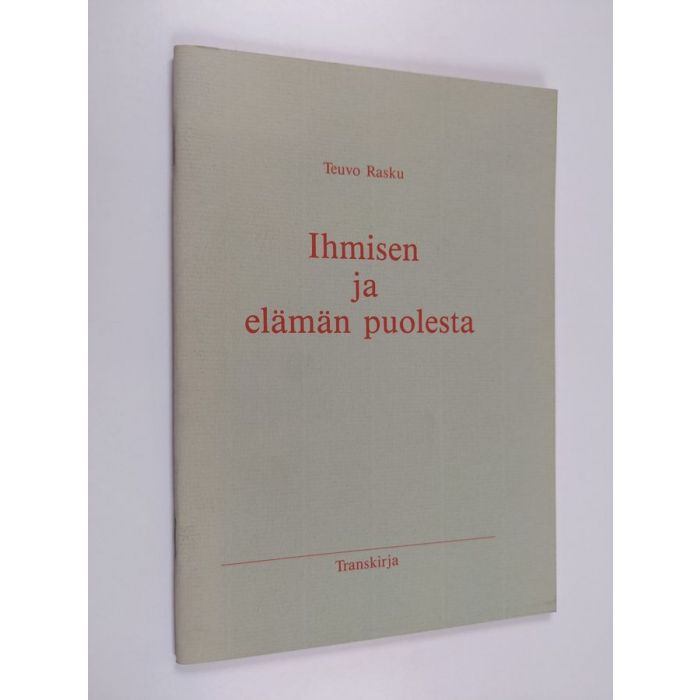 Teuvo Rasku
Ihmisen
ja
elämän puolesta
Transkirja